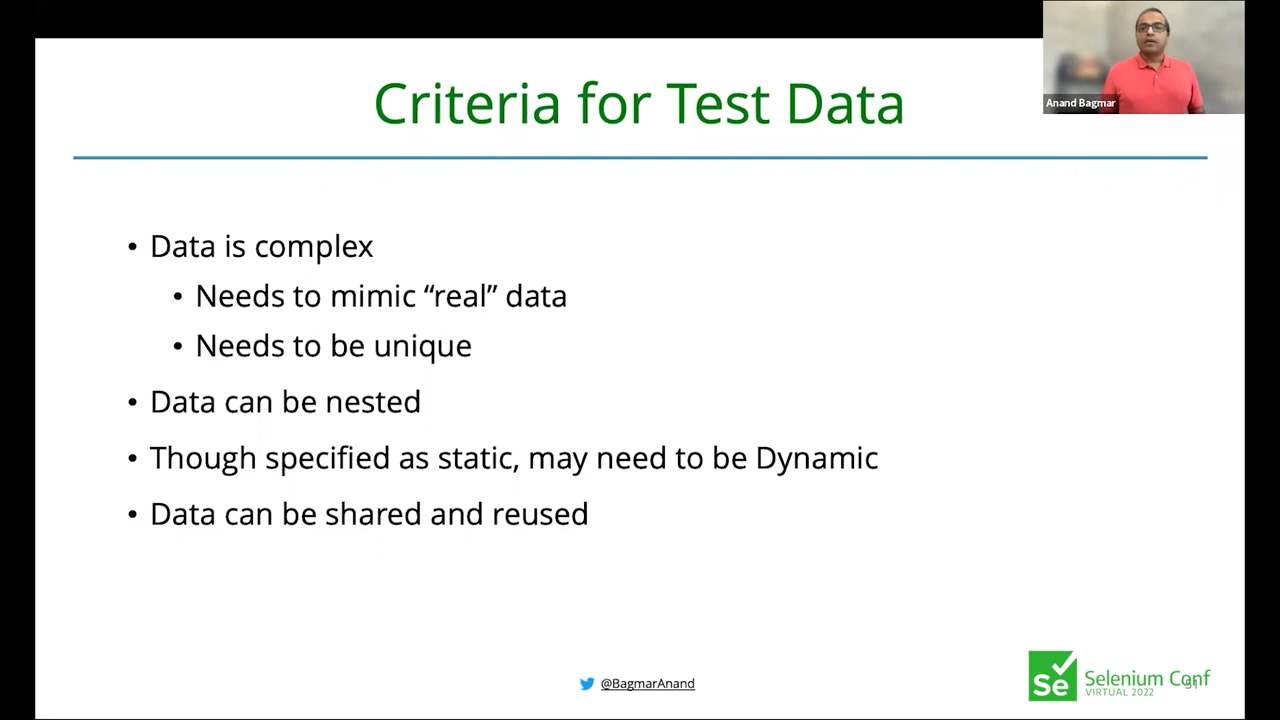 Criteria for Test Data
Anand Bagmar
• Data is complex
• Needs to mimic “real” data
• Needs to be unique
• Data can be nested
• Though specified as static, may need to be Dynamic
• Data can be shared and reused
@BagmarAnand
Se
Selenium Conf
VIRTUAL 2022